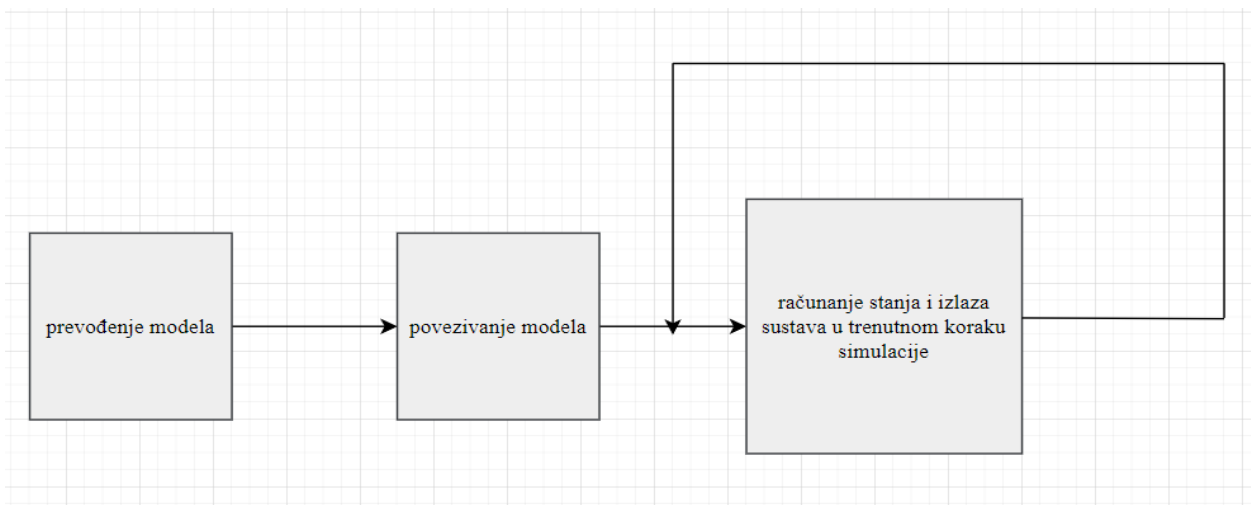 prevođenje modela
povezivanje modela
računanje stanja i izlaza
sustava u trenutnom koraku
simulacije